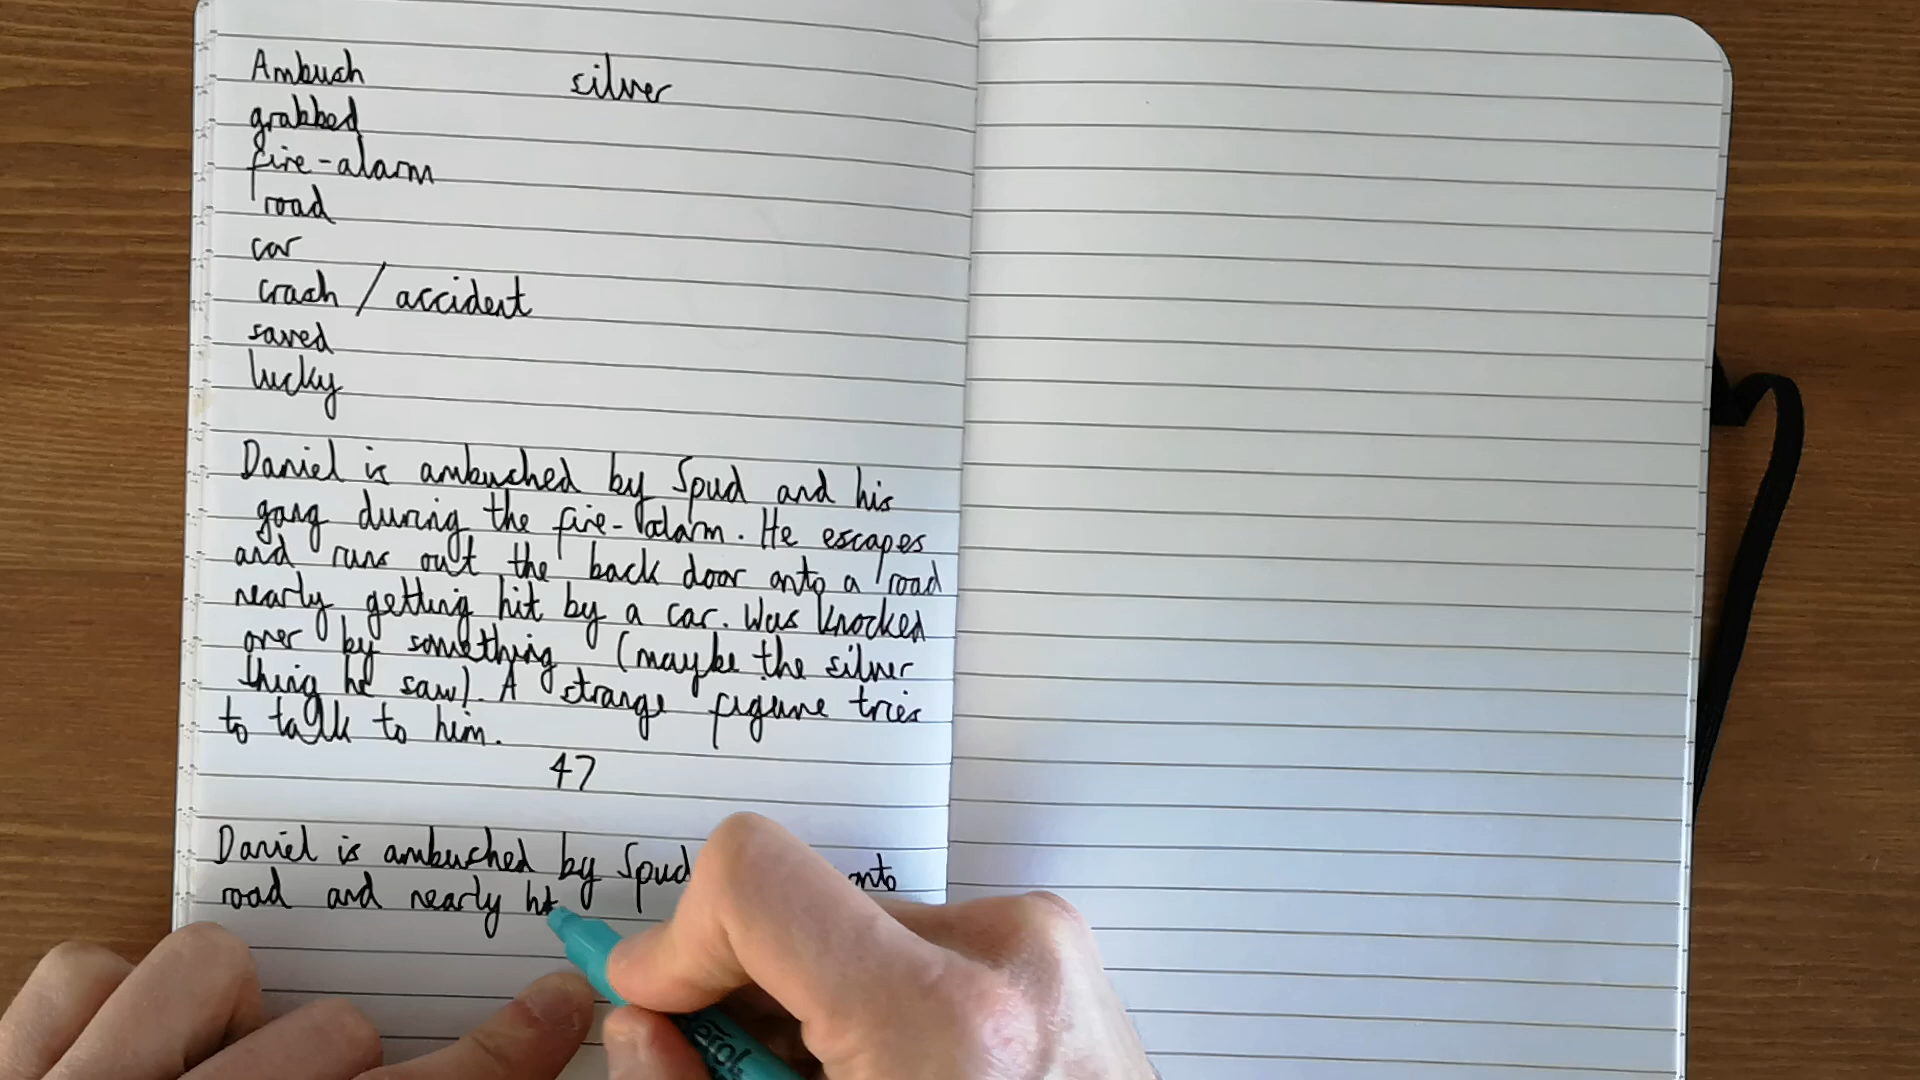 Ambush silver
grabbed
fire-alarm
road
car
crash / accident
saved
lucky
Daniel is ambushed by Spud and his
gang during the fire-alarm. He escapes
and runs out the back door onto a road
nearly getting hit by a car. Was knocked
over by something (maybe the silver
thing he saw). A strange figure tries
to talk to him.
47
Daniel is ambushed by Spud onto
road and nearly hit